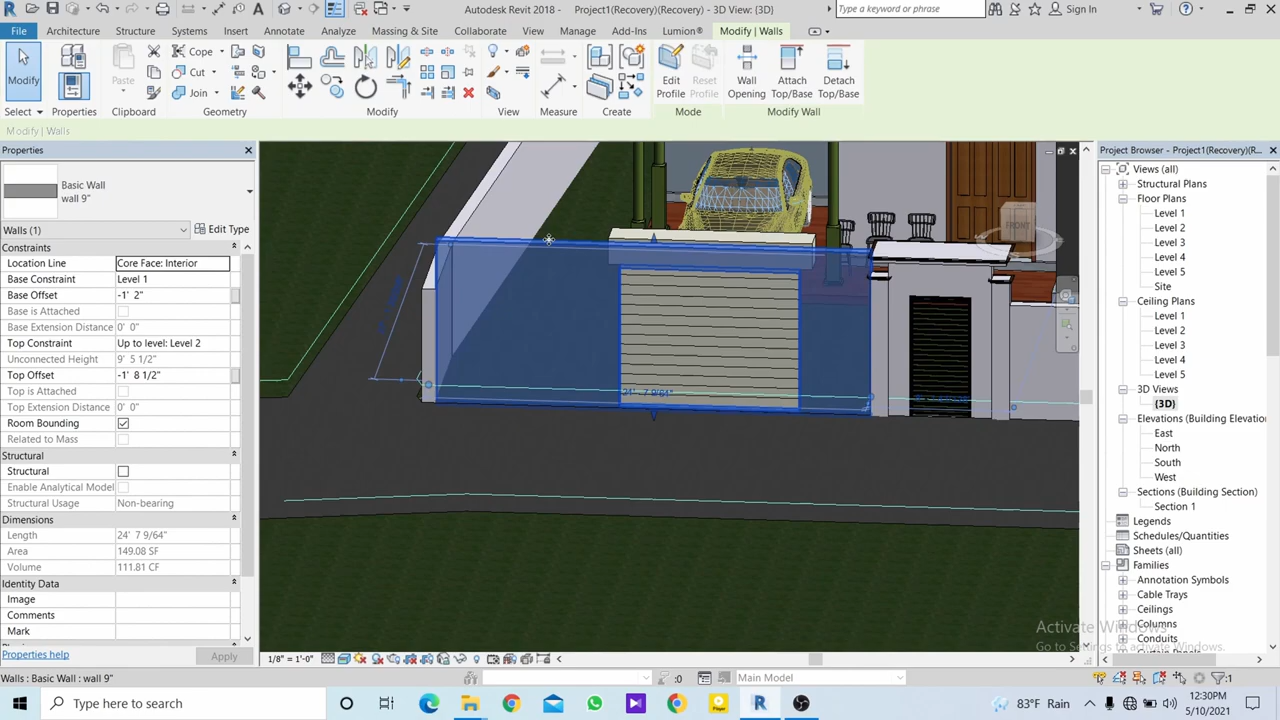 Autodesk Revit 2018 - Project1(Recovery)(Recovery) - 3D View: {3D}
Type a keyword or phrase
Sign In
File Architecture Structure Systems Insert Annotate Analyze Massing & Site Collaborate View Manage Add-Ins Lumion® Modify | Walls
Modify Paste Cope Cut Join Edit Profile Reset Profile Wall Opening Attach Top/Base Detach Top/Base
Select Properties Clipboard Geometry Modify View Measure Create Mode Modify Wall
Modify | Walls
Properties
Basic Wall
wall 9"
Walls (1) Edit Type
Constraints
Location Line Core Face: Interior
Base Constraint Level 1
Base Offset -1' 2"
Base is Attached
Base Extension Distance 0' 0"
Top Constraint Up to level: Level 2
Unconnected Height 9' 5 1/2"
Top Offset -1' 8 1/2"
Top is Attached
Top Extension Distance 0' 0"
Room Bounding
Related to Mass
Structural
Structural
Enable Analytical Model
Structural Usage Non-bearing
Dimensions
Length 24' 7 9/64"
Area 149.08 SF
Volume 111.81 CF
Identity Data
Image
Comments
Mark
Properties help Apply
FRONT
Project Browser - Project1(Recovery)(Recovery)
Views (all)
Structural Plans
Floor Plans
Level 1
Level 2
Level 3
Level 4
Level 5
Site
Ceiling Plans
Level 1
Level 2
Level 3
Level 4
Level 5
3D Views
{3D}
Elevations (Building Elevation)
East
North
South
West
Sections (Building Section)
Section 1
Legends
Schedules/Quantities
Sheets (all)
Families
Annotation Symbols
Cable Trays
Ceilings
Columns
Conduits
Activate Windows
Go to Settings to activate Windows.
1/8" = 1'-0"
Walls : Basic Wall : wall 9"
:0
Main Model
:1
Type here to search
83°F Rain
12:30PM
5/10/2021